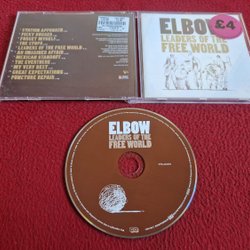 STATION APPROACH
PICKY BUGGER
FORGET MYSELF
THE STOPS
LEADERS OF THE FREE WORLD
AN IMAGINED AFFAIR
MEXICAN STANDOFF
THE EVERTHERE
MY VERY BEST
GREAT EXPECTATIONS
PUNCTURE REPAIR
ELBOW
LEADERS OF THE
FREE WORLD
£4
ELBOW
LEADERS OF THE
FREE WORLD